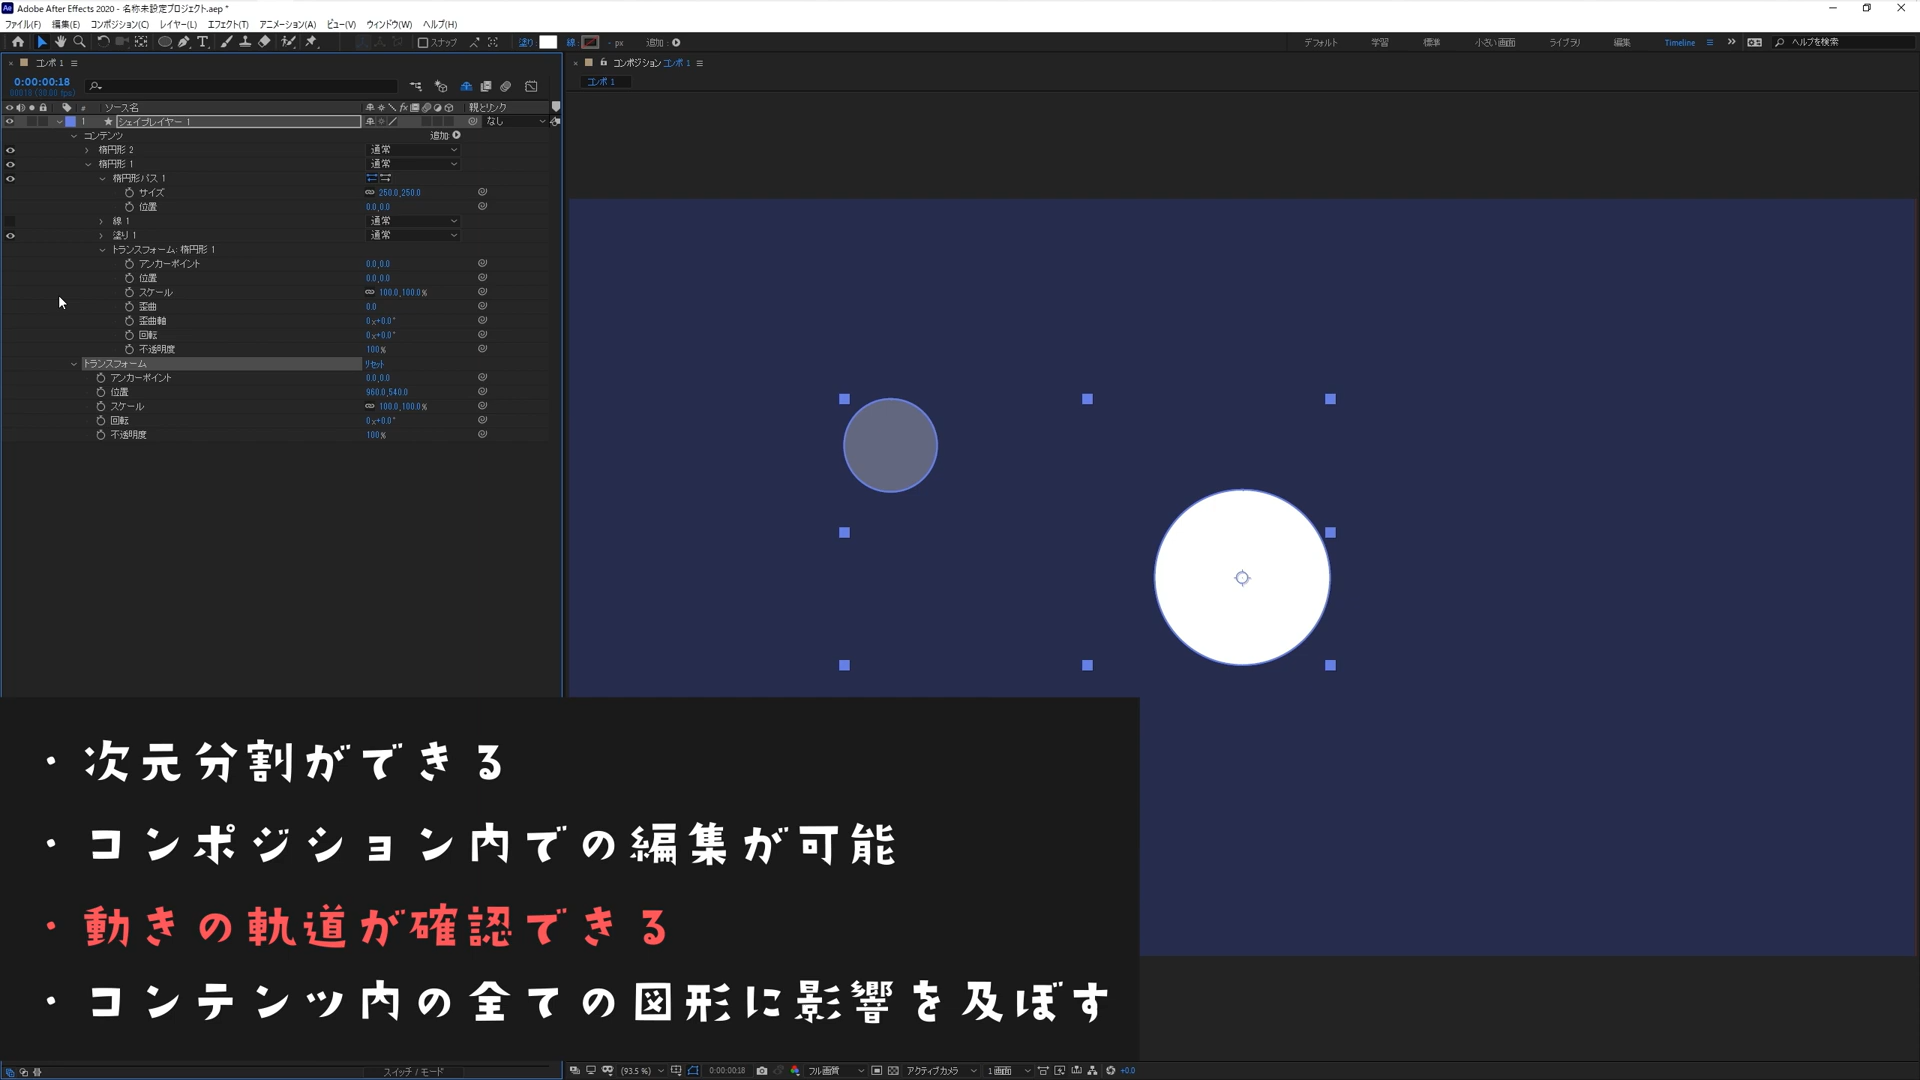 Adobe After Effects 2020 - 名称未設定プロジェクト.aep *
ファイル(F) 編集(E) コンポジション(C) レイヤー(L) エフェクト(T) アニメーション(A) ビュー(V) ウィンドウ(W) ヘルプ(H)
スナップ 塗り: 線: - px 追加: デフォルト 学習 標準 小さい画面 ライブラリ 編集 Timeline ヘルプを検索
コンポ 1
コンポジション コンポ 1
コンポ 1
0:00:00:18
00018 (30.00 fps)
# ソース名 親とリンク
1 シェイプレイヤー 1 なし
コンテンツ 追加:
楕円形 2 通常
楕円形 1 通常
楕円形パス 1
サイズ 250.0,250.0
位置 0.0,0.0
線 1 通常
塗り 1 通常
トランスフォーム: 楕円形 1
アンカーポイント 0.0,0.0
位置 0.0,0.0
スケール 100.0,100.0%
歪曲 0.0
歪曲軸 0x+0.0°
回転 0x+0.0°
不透明度 100%
トランスフォーム リセット
アンカーポイント 0.0,0.0
位置 960.0,540.0
スケール 100.0,100.0%
回転 0x+0.0°
不透明度 100%
・次元分割ができる
・コンポジション内での編集が可能
・動きの軌道が確認できる
・コンテンツ内の全ての図形に影響を及ぼす
スイッチ / モード
(93.5 %) 0:00:00:18 フル画質 アクティブカメラ 1画面 +0.0